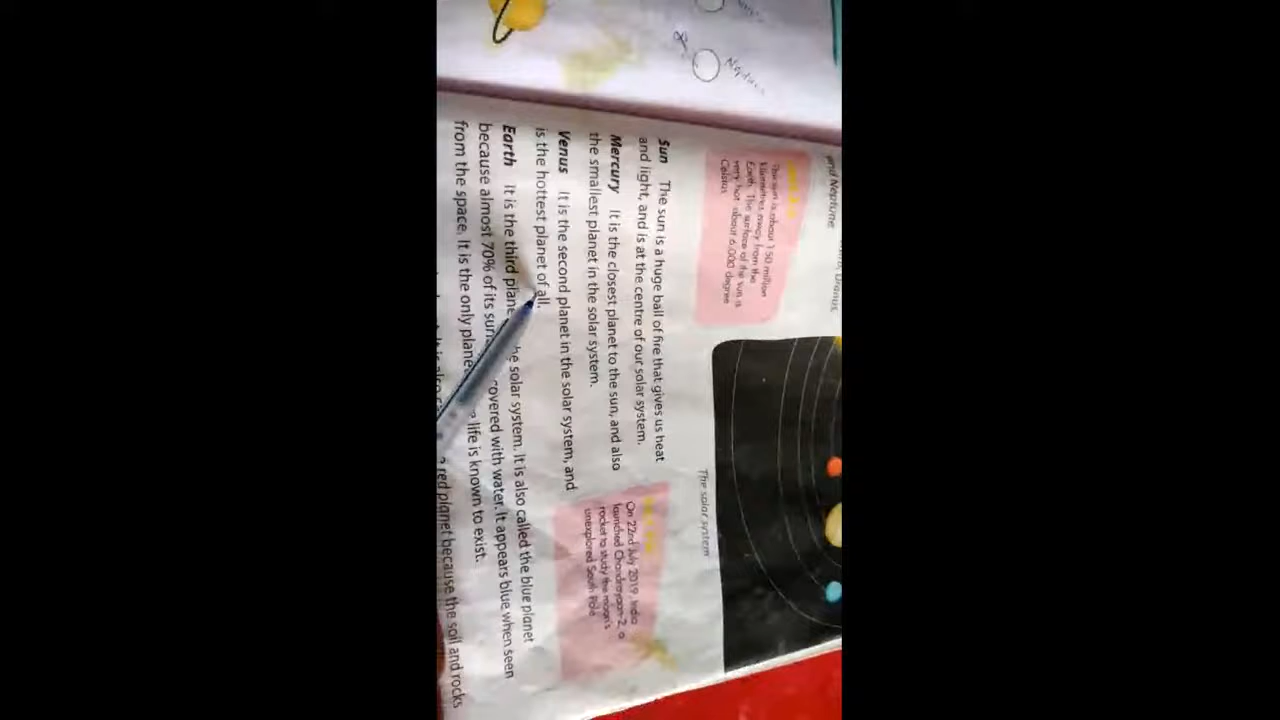 Neptune
and Neptune
Uranus,
The sun is about 150 million
kilometres away from the
Earth. The surface of the sun is
very hot about 6,000 degree
Celsius
The solar system
Sun The sun is a huge ball of fire that gives us heat
and light, and is at the centre of our solar system.
Mercury It is the closest planet to the sun, and also
the smallest planet in the solar system.
Venus It is the second planet in the solar system, and
is the hottest planet of all.
On 22nd July 2019, India
launched Chandrayaan-2, a
rocket to study the moon's
unexplored South Pole
Earth It is the third he solar system. It is also called the blue planet
because almost 70% of its covered with water. It appears blue when seen
from the space. It is the only life is known to exist.
red planet because the soil and rocks